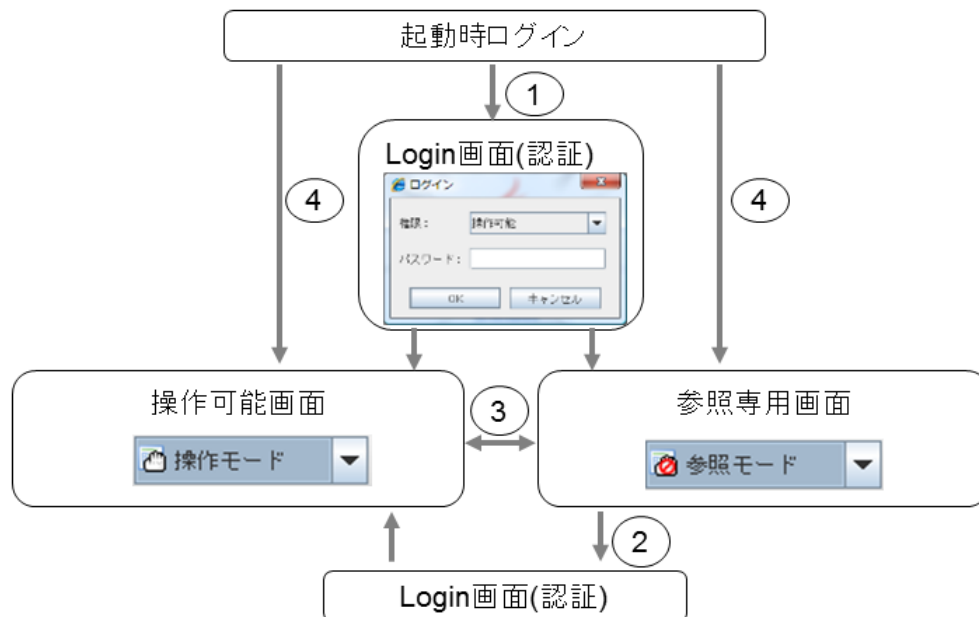 起動時ログイン
1
Login画面(認証)
ログイン
権限：
操作可能
4
4
パスワード：
OK
キャンセル
操作可能画面
3
参照専用画面
操作モード
参照モード
2
Login画面(認証)